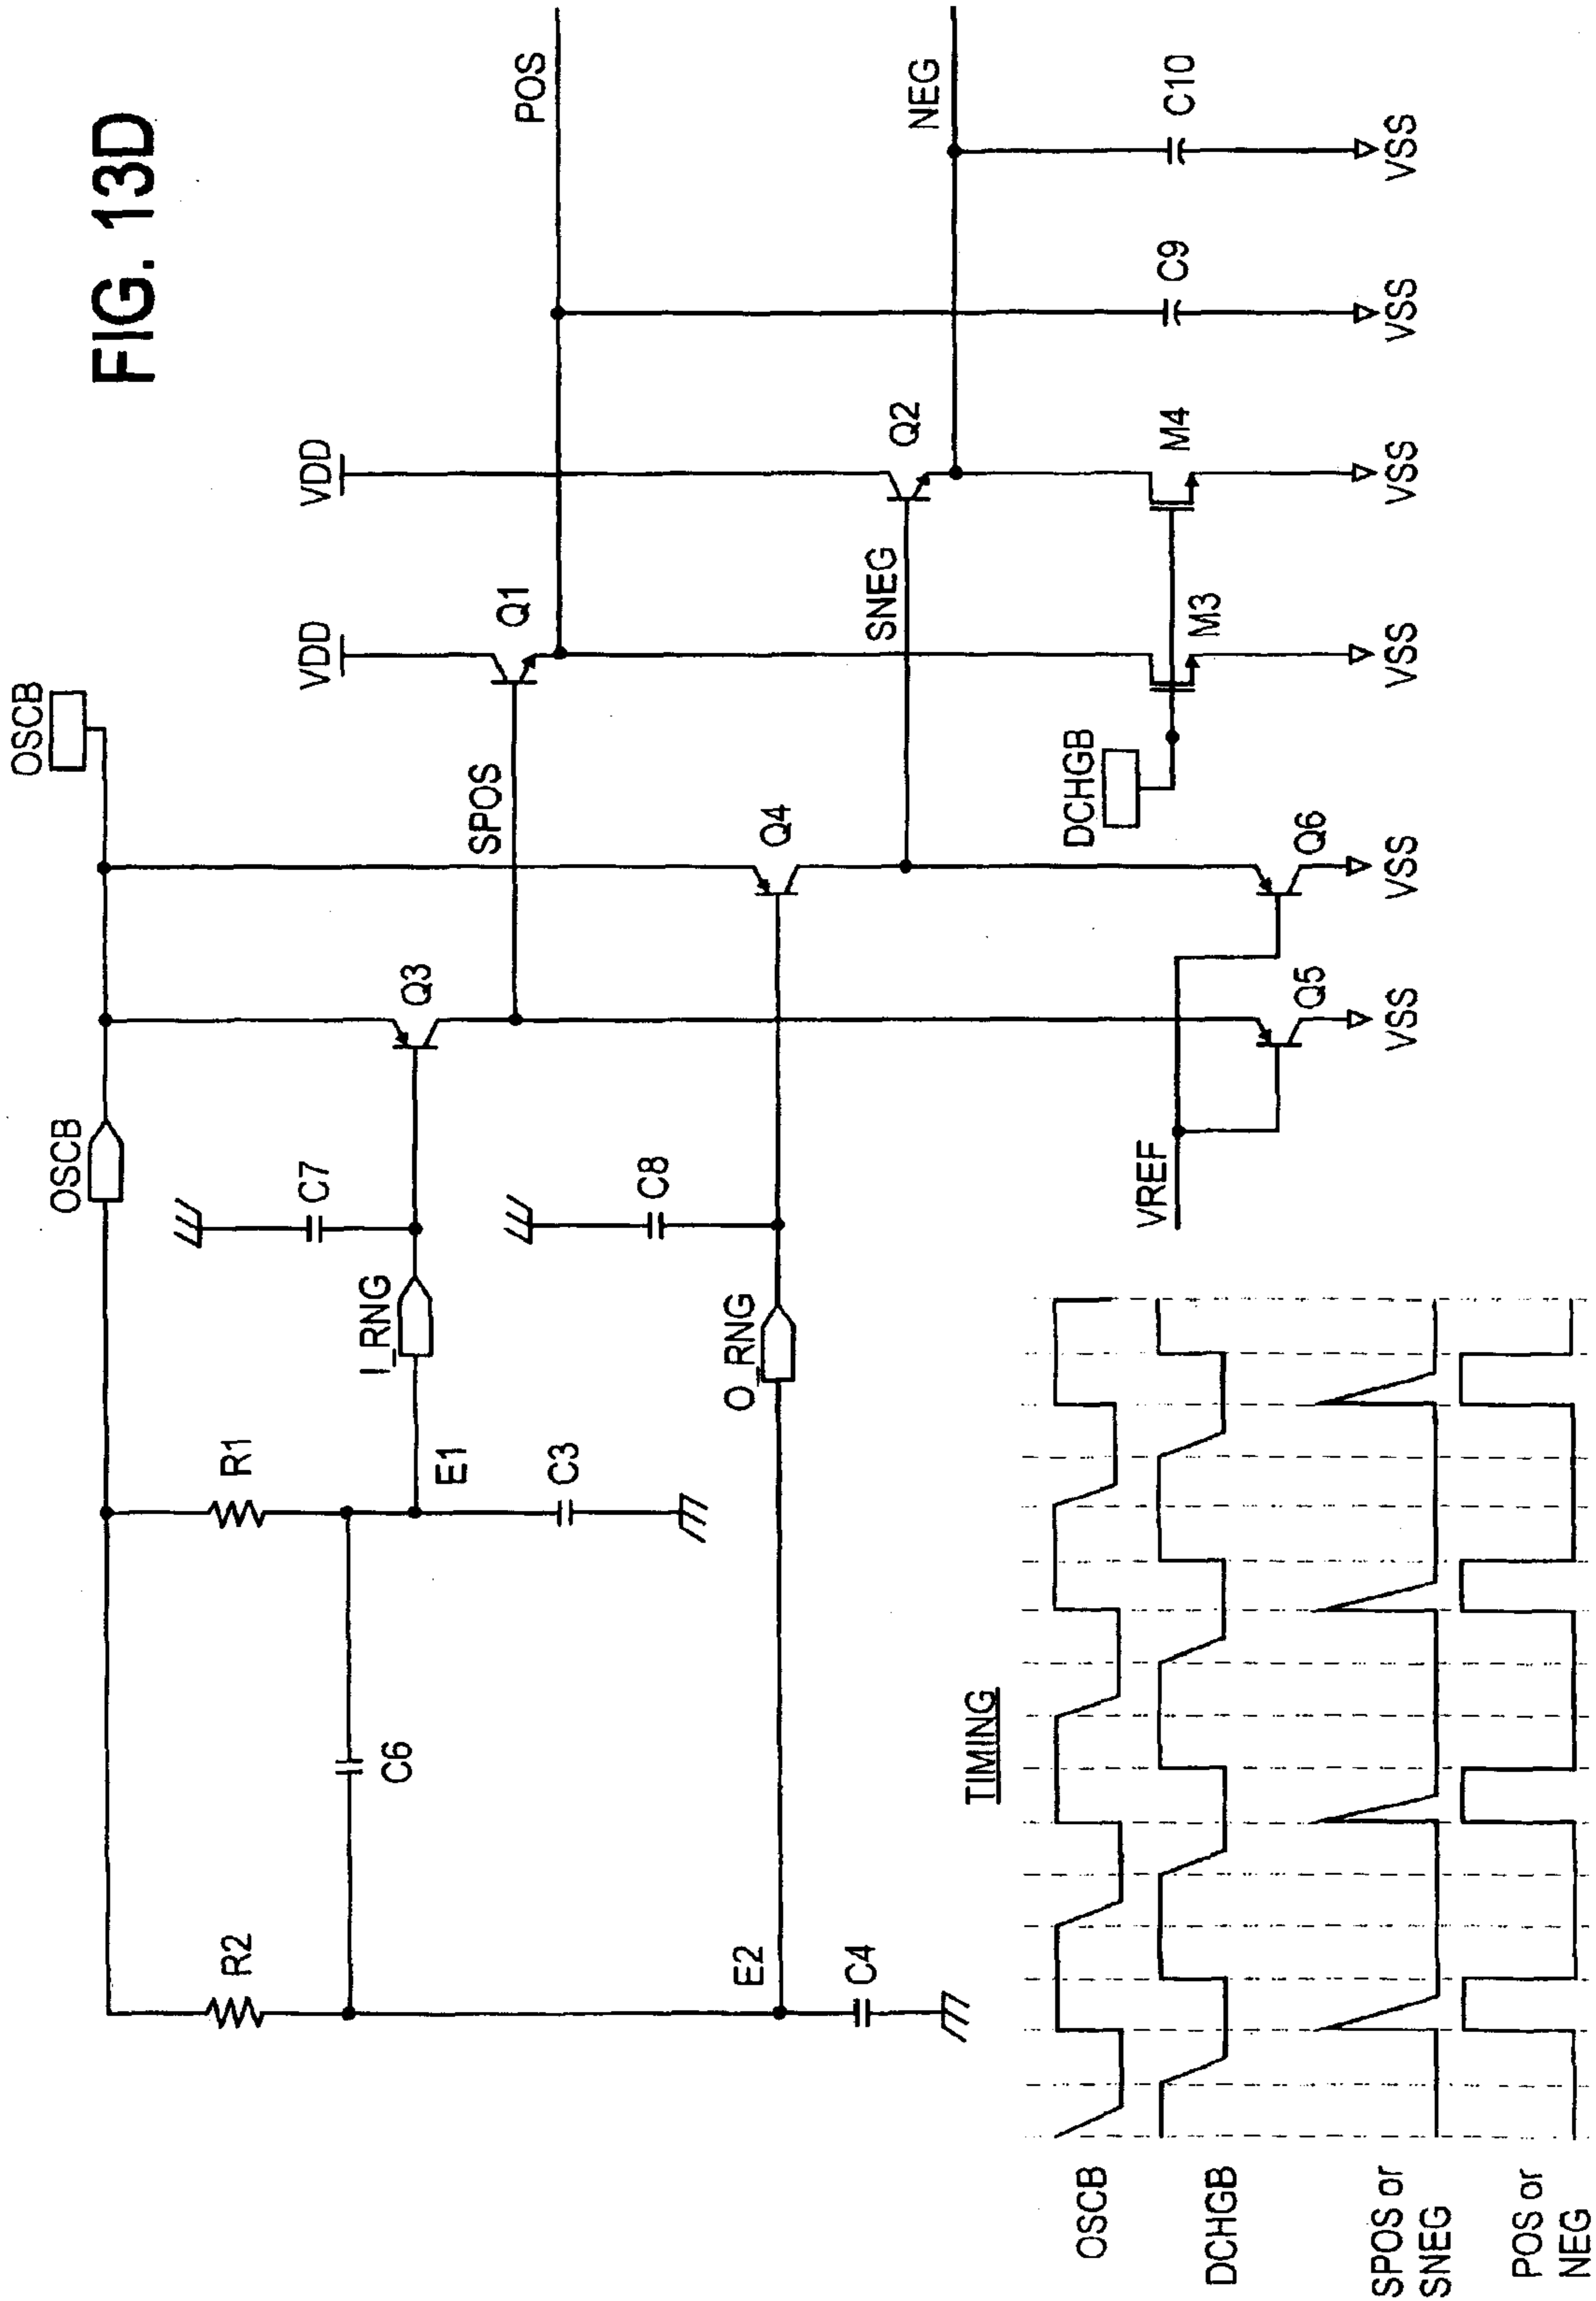 FIG. 13D
OSCB
OSCB
VDD
VDD
POS
R2
R1
C7
Q3
SPOS
Q1
C6
I_RNG
E1
C3
C8
Q4
SNEG
Q2
NEG
E2
O_RNG
C4
DCHGB
M3
M4
C9
C10
VREF
Q5
Q6
VSS
VSS
VSS
VSS
VSS
VSS
TIMING
OSCB
DCHGB
SPOS or
SNEG
POS or
NEG